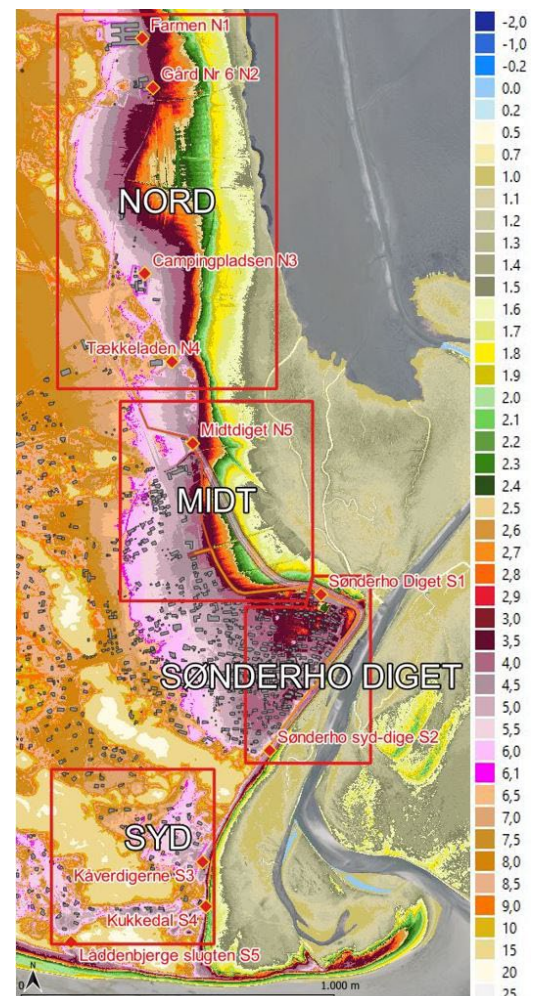 Farmen N1
Gård Nr 6 N2
NORD
Campingpladsen N3
Tækkeladen N4
Midtdiget N5
MIDT
Sønderho Diget S1
SØNDERHO DIGET
Sønderho syd-dige S2
SYD
Kåverdigerne S3
Kukkedal S4
Laddenbjerge slugten S5
N
0
1.000 m
-2,0
-1,0
-0.2
0.0
0.2
0.5
0.7
1.0
1.1
1.2
1.3
1.4
1.5
1.6
1.7
1.8
1.9
2.0
2.1
2.2
2.3
2.4
2.5
2,6
2,7
2,8
2,9
3,0
3,5
4,0
4,5
5,0
5,5
6,0
6,1
6,5
7,0
7,5
8,0
8,5
9,0
10
15
20
25